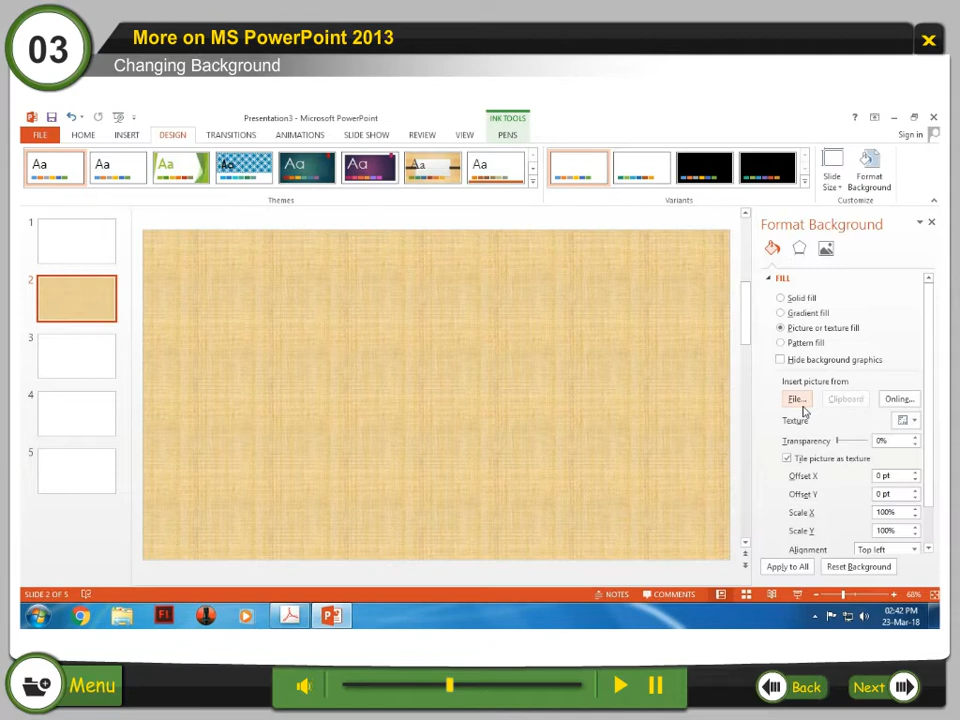 03
More on MS PowerPoint 2013
Changing Background
X
Presentation3 - Microsoft PowerPoint
INK TOOLS
?
FILE
HOME
INSERT
DESIGN
TRANSITIONS
ANIMATIONS
SLIDE SHOW
REVIEW
VIEW
PENS
Sign in
Aa
Aa
Aa
Aa
Aa
Aa
Aa
Aa
Slide Size
Format Background
Themes
Variants
Customize
1
2
3
4
5
Format Background
FILL
Solid fill
Gradient fill
Picture or texture fill
Pattern fill
Hide background graphics
Insert picture from
File...
Clipboard
Online...
Texture
Transparency
0%
Tile picture as texture
Offset X
0 pt
Offset Y
0 pt
Scale X
100%
Scale Y
100%
Alignment
Top left
Apply to All
Reset Background
SLIDE 2 OF 5
NOTES
COMMENTS
68%
02:42 PM
23-Mar-18
Menu
Back
Next